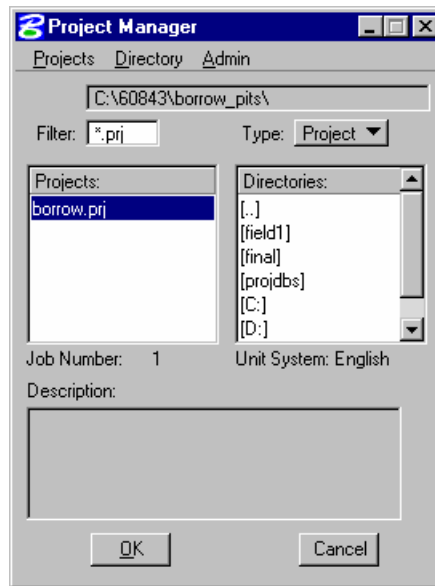 Project Manager
Projects Directory Admin
C:\60843\borrow_pits\
Filter: *.prj Type: Project
Projects: Directories:
borrow.prj [..]
[field1]
[final]
[projdbs]
[C:]
[D:]
Job Number: 1 Unit System: English
Description:
OK Cancel